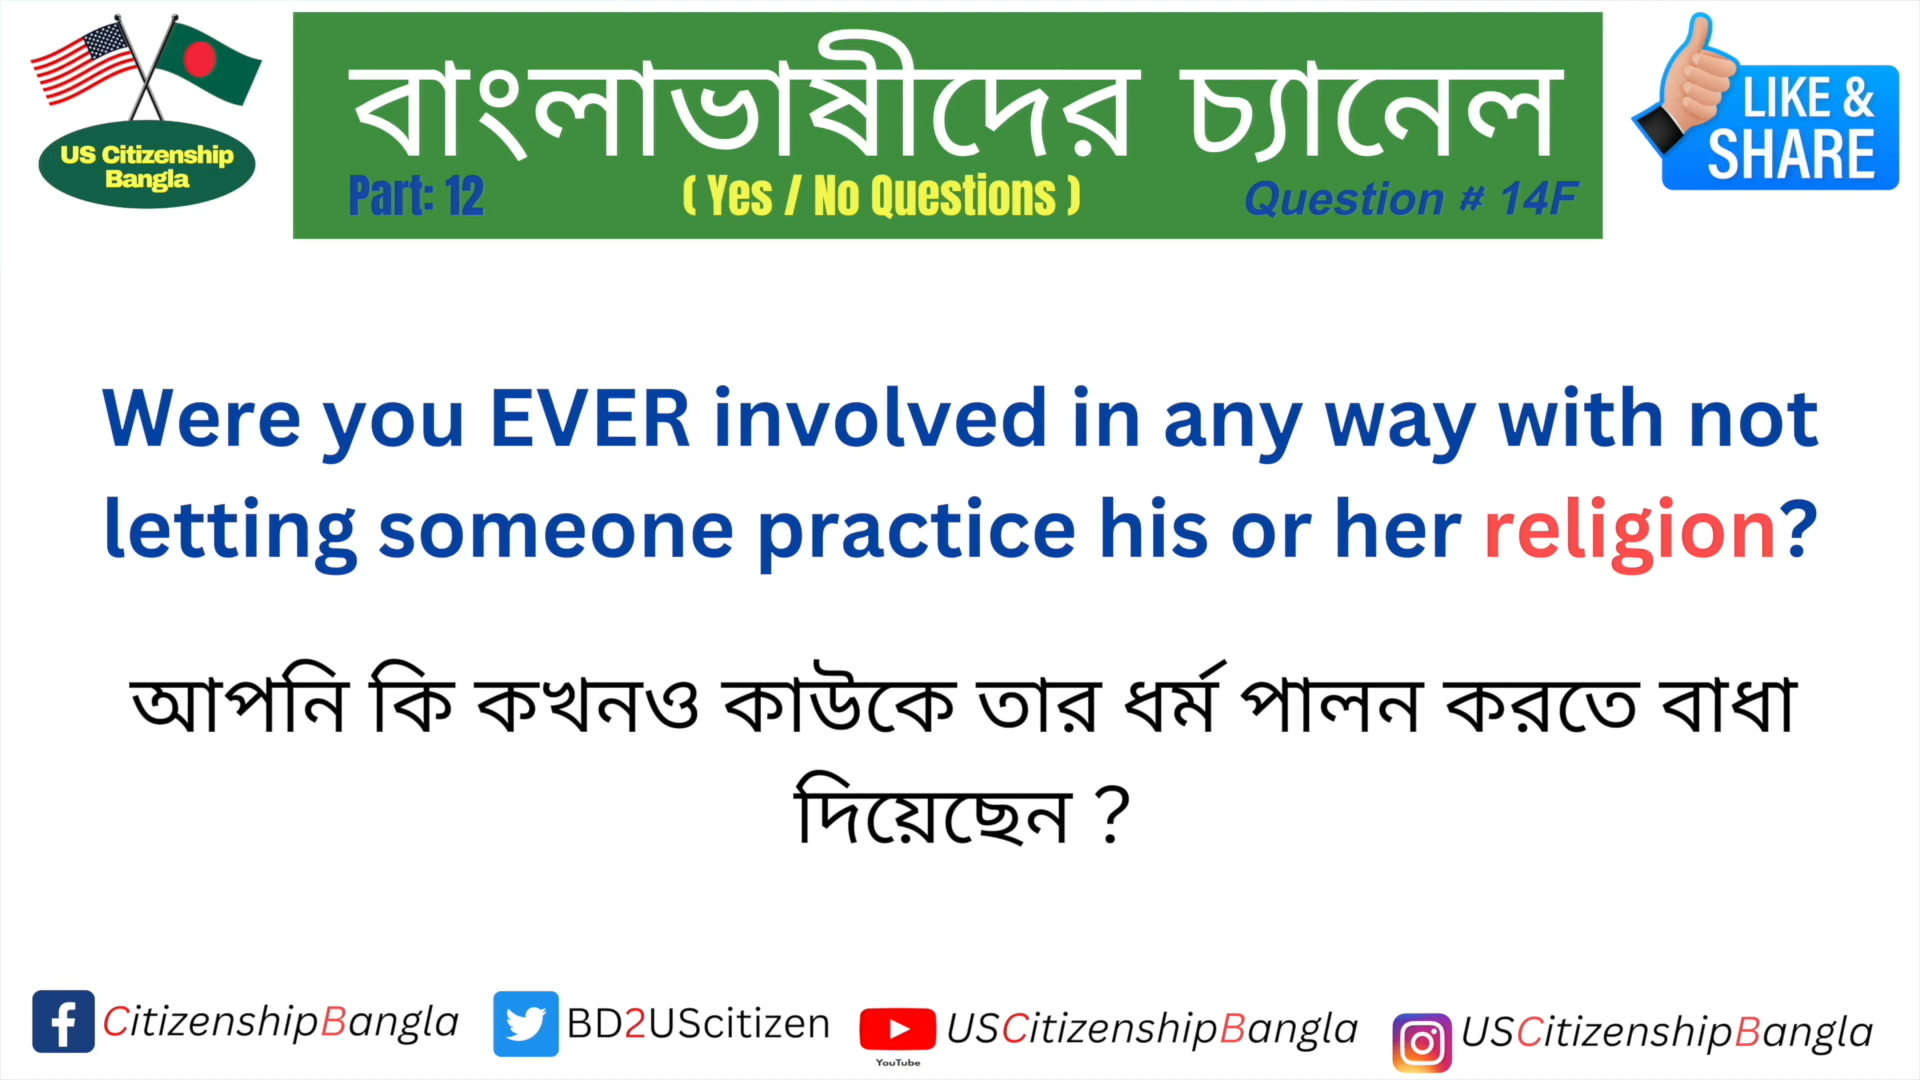 US Citizenship
Bangla
বাংলাভাষীদের চ্যানেল
Part: 12
( Yes / No Questions )
Question # 14F
LIKE &
SHARE
Were you EVER involved in any way with not
letting someone practice his or her religion?
আপনি কি কখনও কাউকে তার ধর্ম পালন করতে বাধা
দিয়েছেন ?
CitizenshipBangla
BD2UScitizen
YouTube
USCitizenshipBangla
USCitizenshipBangla